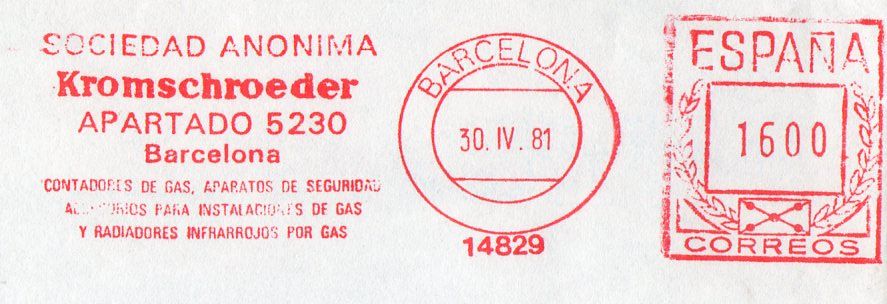 SOCIEDAD ANONIMA
Kromschroeder
APARTADO 5230
Barcelona
CONTADORES DE GAS, APARATOS DE SEGURIDAD
ACCESORIOS PARA INSTALACIONES DE GAS
Y RADIADORES INFRARROJOS POR GAS
BARCELONA
30. IV. 81
14829
ESPAÑA
1600
CORREOS